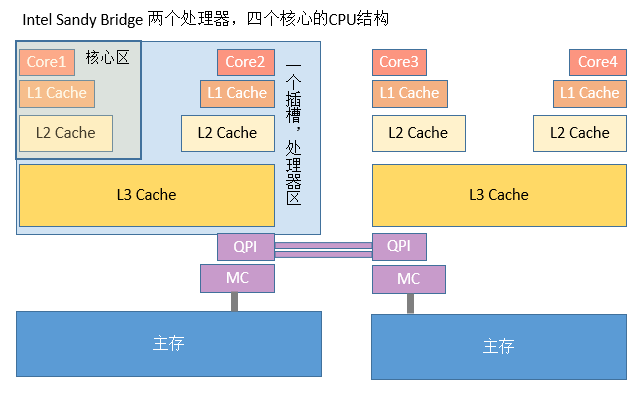 Intel Sandy Bridge 两个处理器，四个核心的CPU结构
Core1 核心区 Core2 Core3 Core4
L1 Cache L1 Cache L1 Cache L1 Cache
L2 Cache L2 Cache L2 Cache L2 Cache
一个插槽，处理器区
L3 Cache L3 Cache
QPI QPI
MC MC
主存 主存